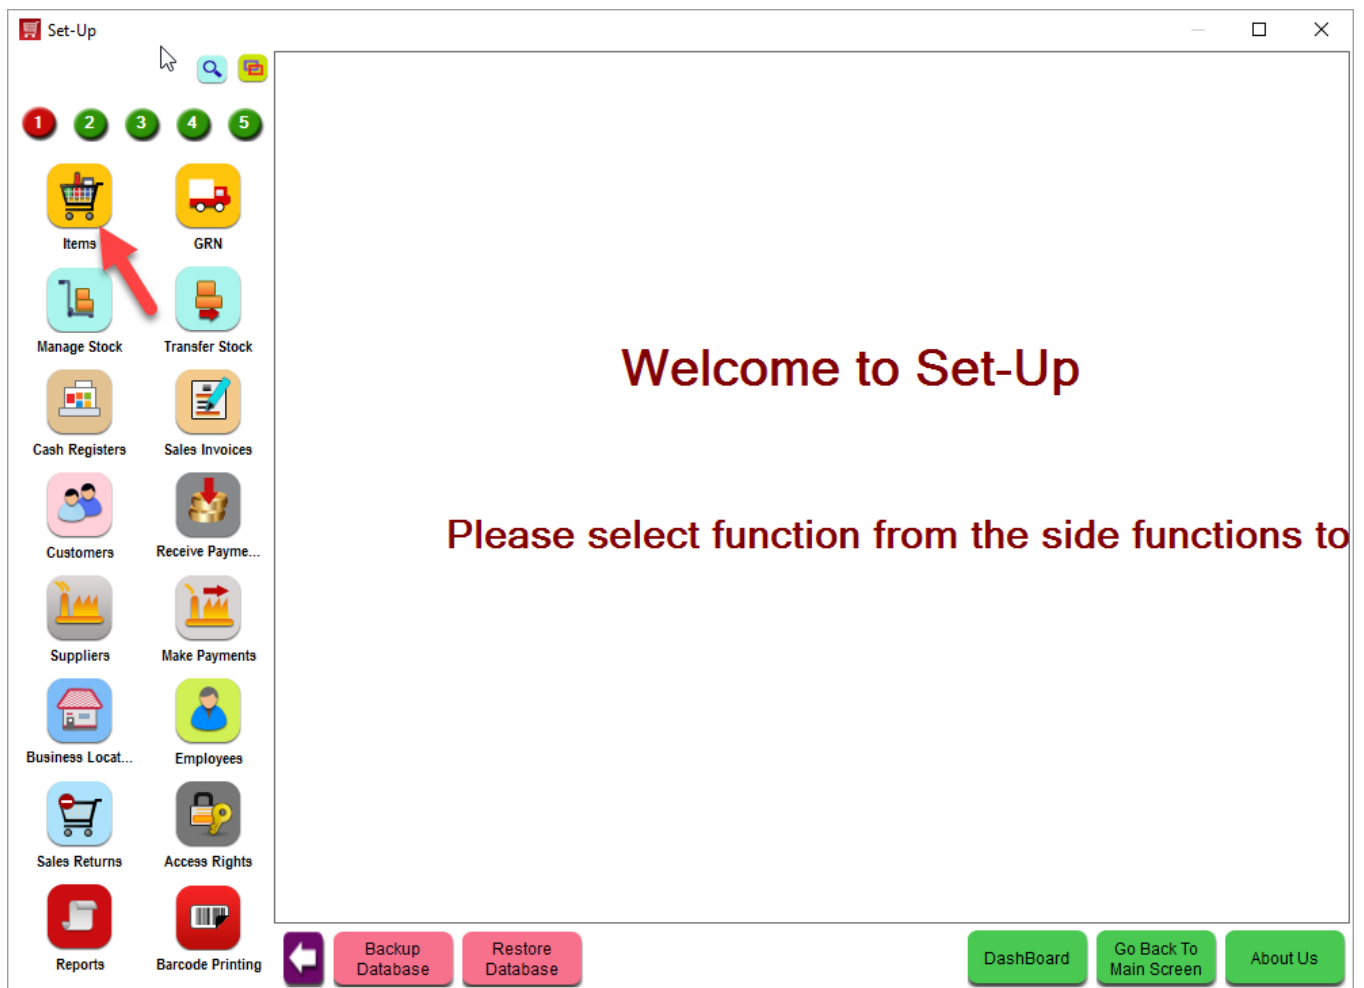 Set-Up
1 2 3 4 5
Items GRN
Manage Stock Transfer Stock
Cash Registers Sales Invoices
Customers Receive Payme...
Suppliers Make Payments
Business Locat... Employees
Sales Returns Access Rights
Reports Barcode Printing
Welcome to Set-Up
Please select function from the side functions to
Backup
Database
Restore
Database
DashBoard
Go Back To
Main Screen
About Us